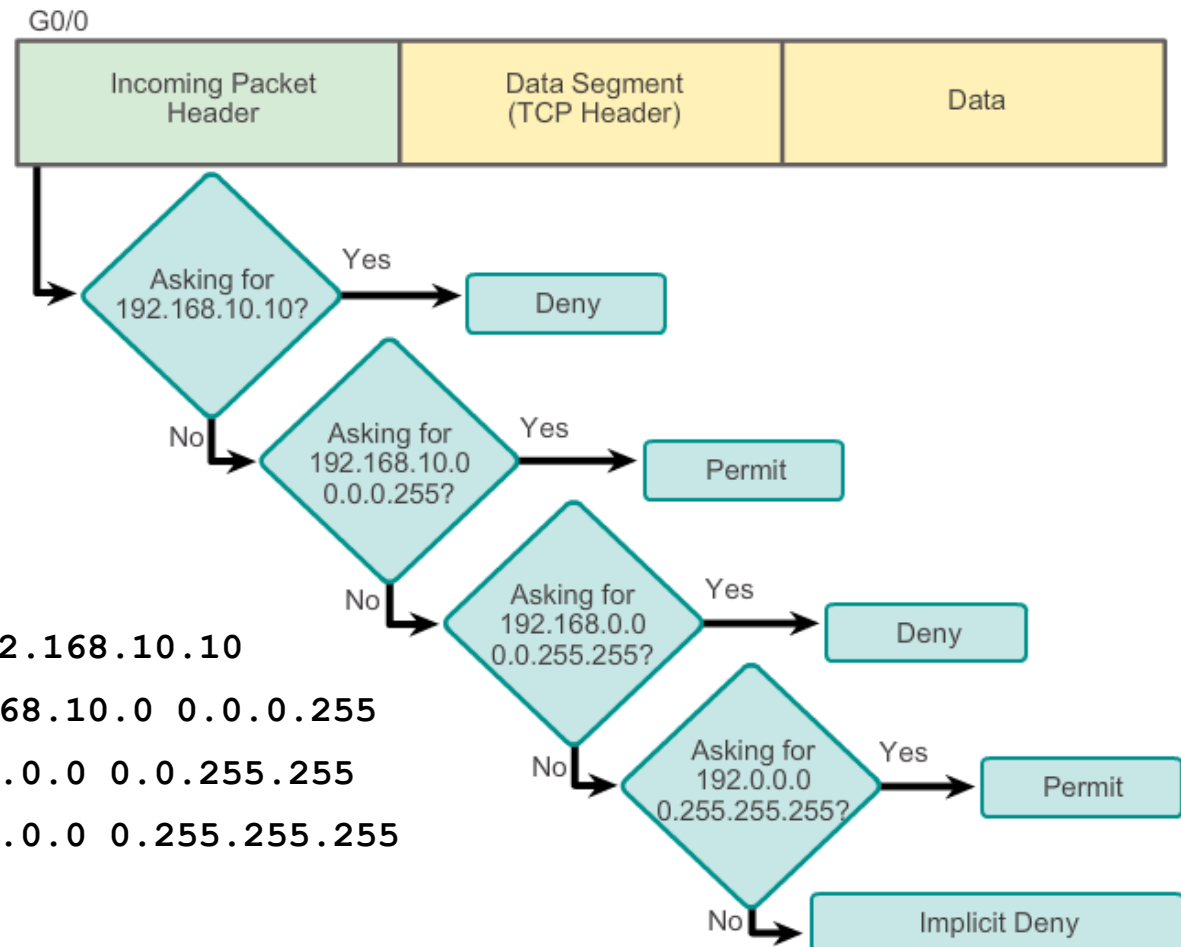 G0/0
Incoming Packet
Header
Data Segment
(TCP Header)
Data
Asking for
192.168.10.10?
Yes
Deny
No
Asking for
192.168.10.0
0.0.0.255?
Yes
Permit
No
Asking for
192.168.0.0
0.0.255.255?
Yes
Deny
No
Asking for
192.0.0.0
0.255.255.255?
Yes
Permit
No
Implicit Deny
2.168.10.10
68.10.0 0.0.0.255
.0.0 0.0.255.255
.0.0 0.255.255.255